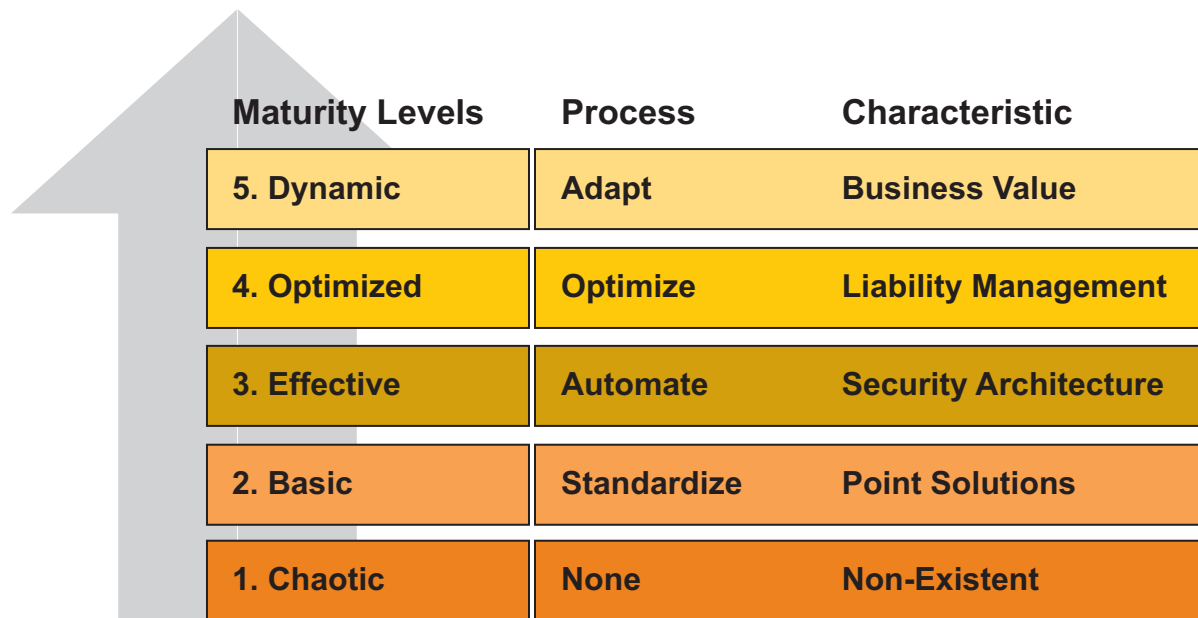 Maturity Levels Process Characteristic
5. Dynamic Adapt Business Value
4. Optimized Optimize Liability Management
3. Effective Automate Security Architecture
2. Basic Standardize Point Solutions
1. Chaotic None Non-Existent